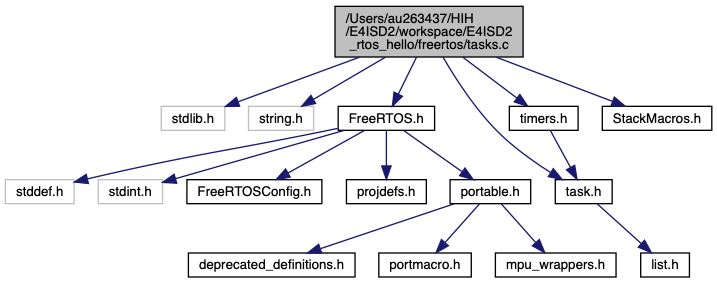 /Users/au263437/HIH
/E4ISD2/workspace/E4ISD2
_rtos_hello/freertos/tasks.c
stdlib.h
string.h
FreeRTOS.h
timers.h
StackMacros.h
stddef.h
stdint.h
FreeRTOSConfig.h
projdefs.h
portable.h
task.h
deprecated_definitions.h
portmacro.h
mpu_wrappers.h
list.h